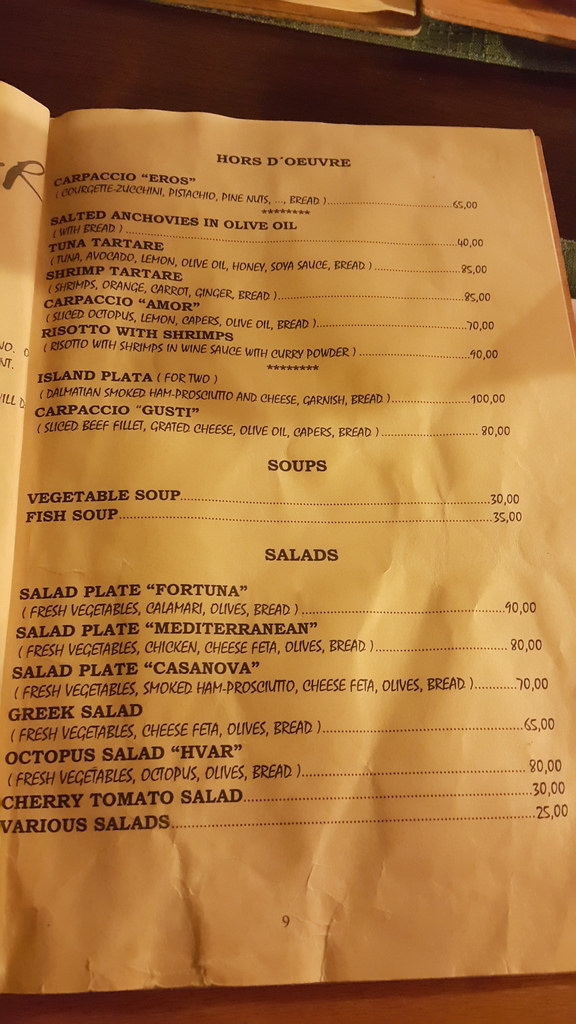 HORS D´OEUVRE
CARPACCIO "EROS"
( COURGETTE-ZUCCHINI, PISTACHIO, PINE NUTS, ..., BREAD )..............................65,00
********
SALTED ANCHOVIES IN OLIVE OIL
( WITH BREAD ) ..............................40,00
TUNA TARTARE
( TUNA, AVOCADO, LEMON, OLIVE OIL, HONEY, SOYA SAUCE, BREAD )....................85,00
SHRIMP TARTARE
( SHRIMPS, ORANGE, CARROT, GINGER, BREAD )..............................85,00
CARPACCIO "AMOR"
( SLICED OCTOPUS, LEMON, CAPERS, OLIVE OIL, BREAD )..............................70,00
RISOTTO WITH SHRIMPS
( RISOTTO WITH SHRIMPS IN WINE SAUCE WITH CURRY POWDER )..............................90,00
********
ISLAND PLATA ( FOR TWO )
( DALMATIAN SMOKED HAM-PROSCIUTTO AND CHEESE, GARNISH, BREAD )....................100,00
CARPACCIO "GUSTI"
( SLICED BEEF FILLET, GRATED CHEESE, OLIVE OIL, CAPERS, BREAD )....................80,00
SOUPS
VEGETABLE SOUP..............................30,00
FISH SOUP..............................35,00
SALADS
SALAD PLATE "FORTUNA"
( FRESH VEGETABLES, CALAMARI, OLIVES, BREAD )..............................90,00
SALAD PLATE "MEDITERRANEAN"
( FRESH VEGETABLES, CHICKEN, CHEESE FETA, OLIVES, BREAD )....................80,00
SALAD PLATE "CASANOVA"
( FRESH VEGETABLES, SMOKED HAM-PROSCIUTTO, CHEESE FETA, OLIVES, BREAD )..........70,00
GREEK SALAD
( FRESH VEGETABLES, CHEESE FETA, OLIVES, BREAD )..............................65,00
OCTOPUS SALAD "HVAR"
( FRESH VEGETABLES, OCTOPUS, OLIVES, BREAD )..............................80,00
CHERRY TOMATO SALAD..............................30,00
VARIOUS SALADS..............................25,00
9